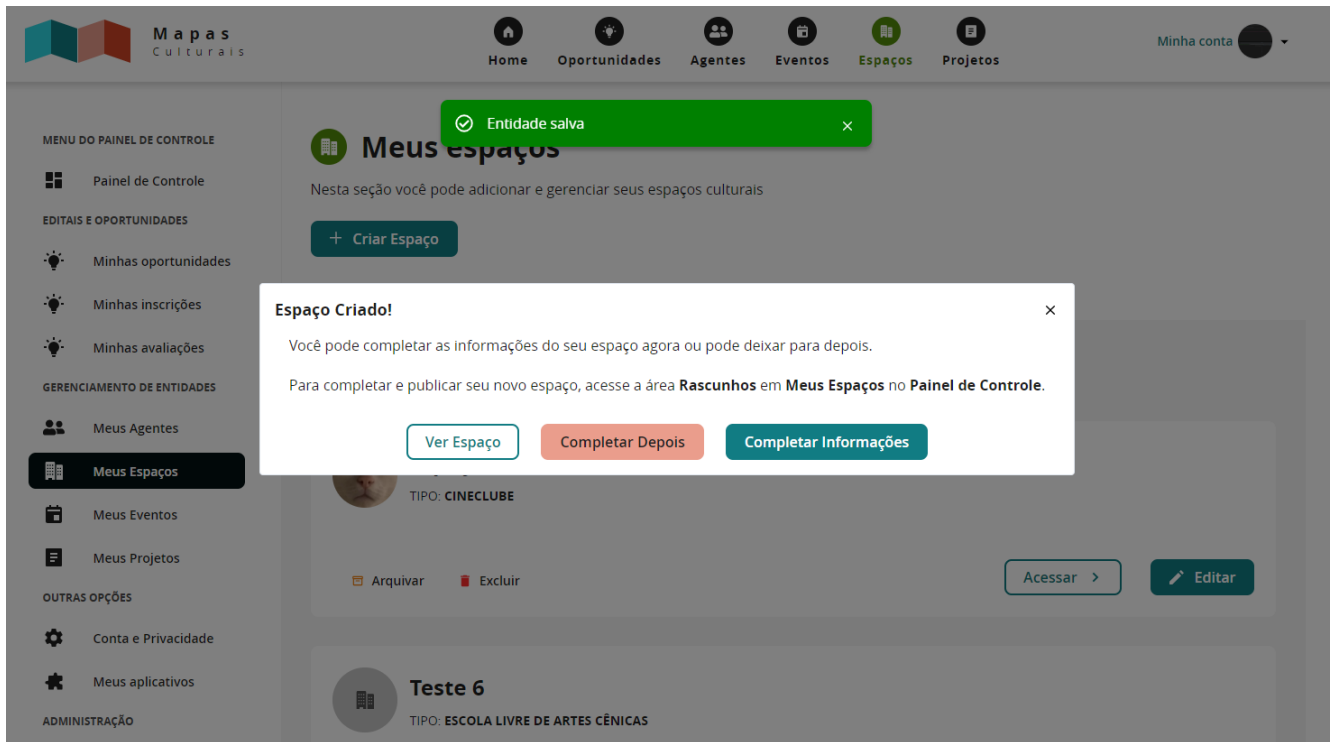 Mapas
Culturais
Home
Oportunidades
Agentes
Eventos
Espaços
Projetos
Minha conta
Entidade salva
MENU DO PAINEL DE CONTROLE
Painel de Controle
EDITAIS E OPORTUNIDADES
Minhas oportunidades
Minhas inscrições
Minhas avaliações
GERENCIAMENTO DE ENTIDADES
Meus Agentes
Meus Espaços
Meus Eventos
Meus Projetos
OUTRAS OPÇÕES
Conta e Privacidade
Meus aplicativos
ADMINISTRAÇÃO
Meus espaços
Nesta seção você pode adicionar e gerenciar seus espaços culturais
+ Criar Espaço
Espaço Criado!
Você pode completar as informações do seu espaço agora ou pode deixar para depois.
Para completar e publicar seu novo espaço, acesse a área Rascunhos em Meus Espaços no Painel de Controle.
Ver Espaço
Completar Depois
Completar Informações
TIPO: CINECLUBE
Arquivar
Excluir
Acessar
Editar
Teste 6
TIPO: ESCOLA LIVRE DE ARTES CÊNICAS